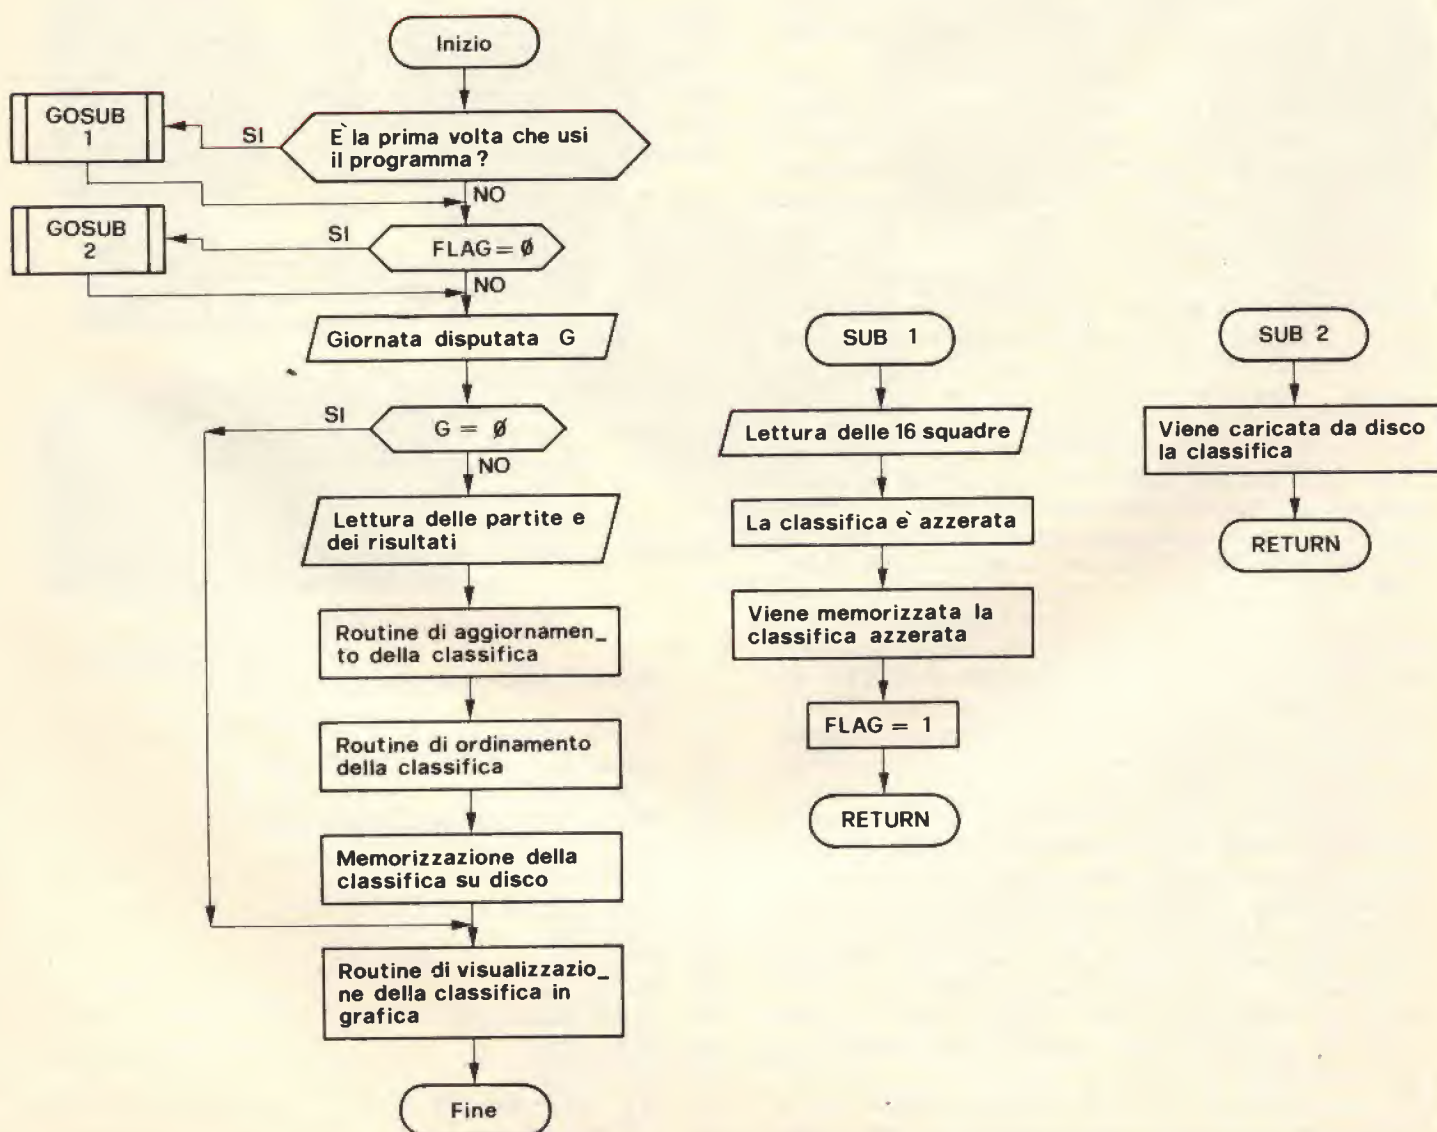 Inizio
GOSUB
1
SI
È la prima volta che usi
il programma?
NO
GOSUB
2
SI
FLAG = Ø
NO
Giornata disputata G
SI
G = Ø
NO
Lettura delle partite e
dei risultati
Routine di aggiornamen_
to della classifica
Routine di ordinamento
della classifica
Memorizzazione della
classifica su disco
Routine di visualizzazio_
ne della classifica in
grafica
Fine
SUB 1
Lettura delle 16 squadre
La classifica e` azzerata
Viene memorizzata la
classifica azzerata
FLAG = 1
RETURN
SUB 2
Viene caricata da disco
la classifica
RETURN